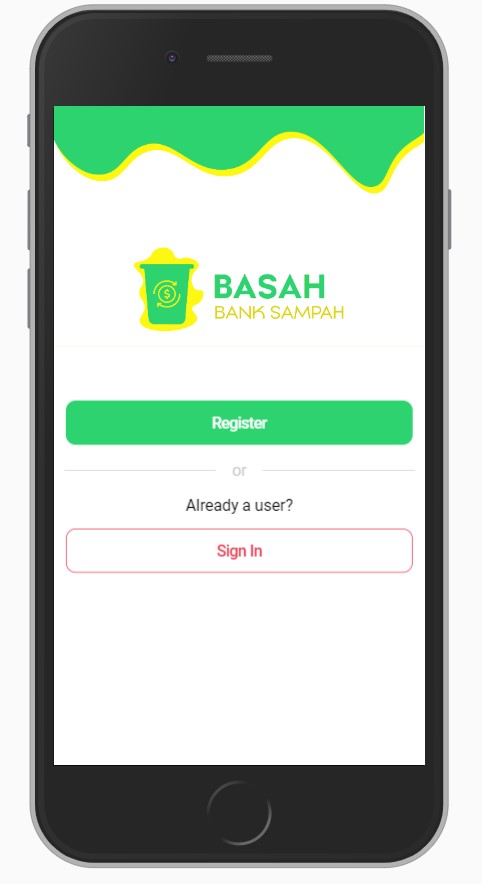 $
BASAH
BANK SAMPAH
Register
or
Already a user?
Sign In